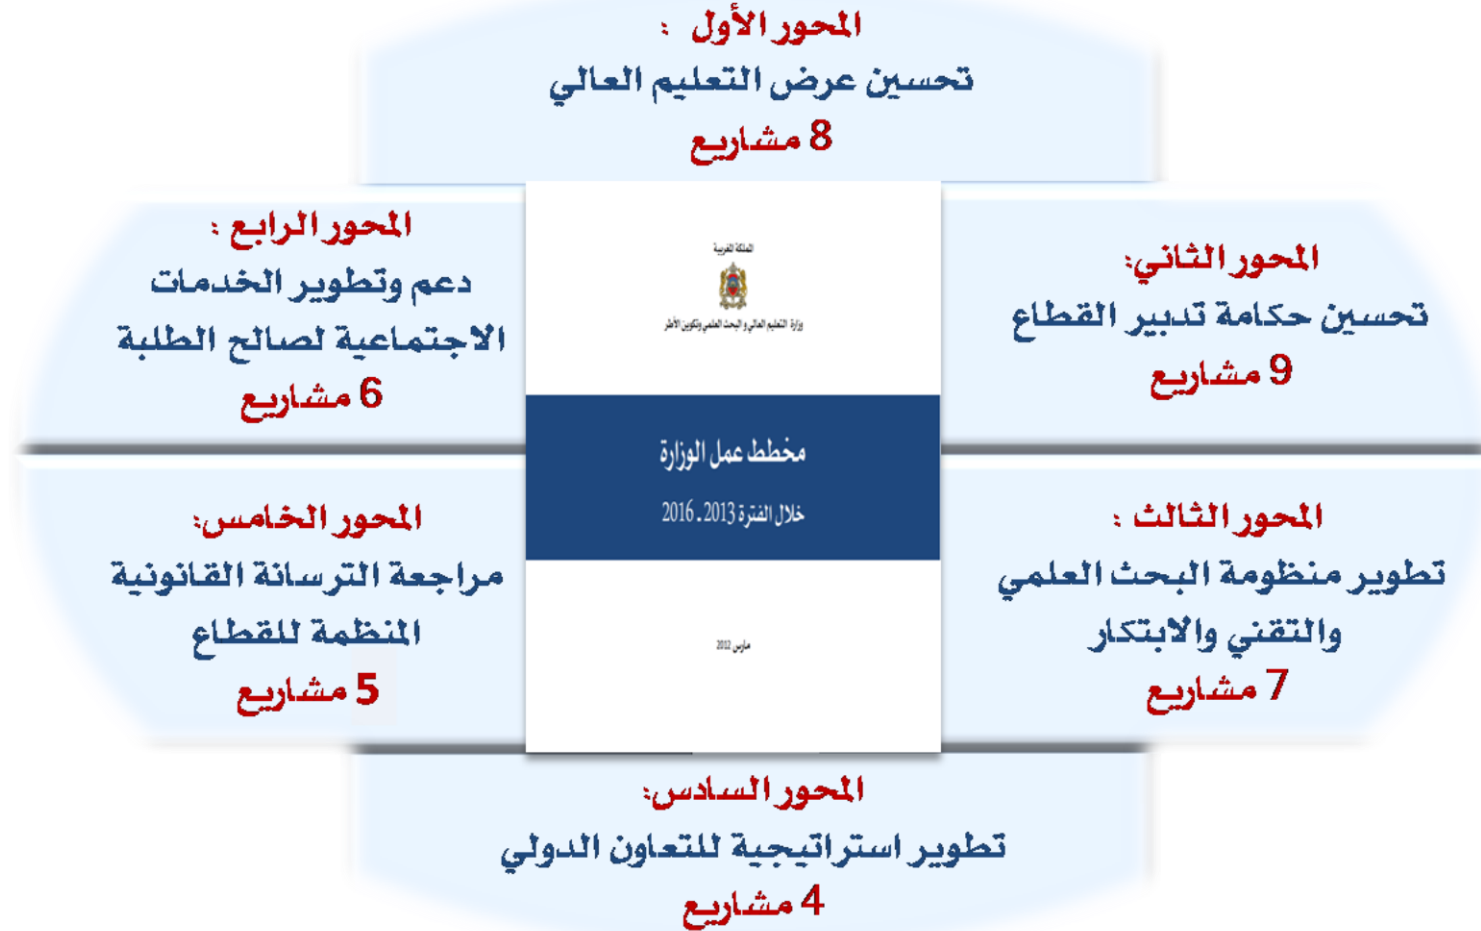 المحور الأول :
تحسين عرض التعليم العالي
8 مشاريع
المحور الثاني:
تحسين حكامة تدبير القطاع
9 مشاريع
المحور الثالث :
تطوير منظومة البحث العلمي
والتقني والابتكار
7 مشاريع
المحور الرابع :
دعم وتطوير الخدمات
الاجتماعية لصالح الطلبة
6 مشاريع
المحور الخامس:
مراجعة الترسانة القانونية
المنظمة للقطاع
5 مشاريع
المحور السادس:
تطوير استراتيجية للتعاون الدولي
4 مشاريع
المملكة المغربية
وزارة التعليم العالي و البحث العلمي وتكوين الأطر
مخطط عمل الوزارة
خلال الفترة 2013 ـ 2016
مارس 2012